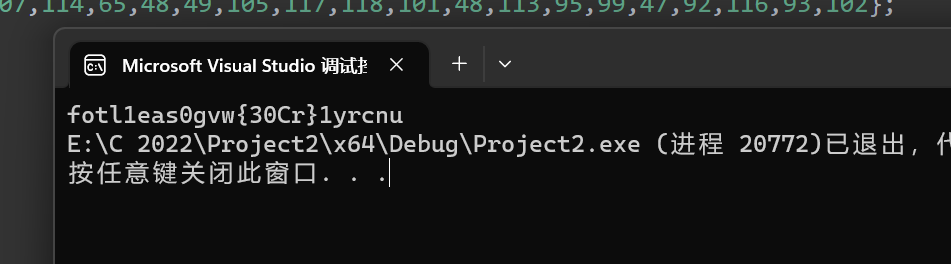 07,114,65,48,49,105,117,118,101,48,113,95,99,47,92,116,93,102};
Microsoft Visual Studio 调试
fotl1eas0gvw{30Cr}1yrcnu
E:\C 2022\Project2\x64\Debug\Project2.exe (进程 20772)已退出，
按任意键关闭此窗口. . .